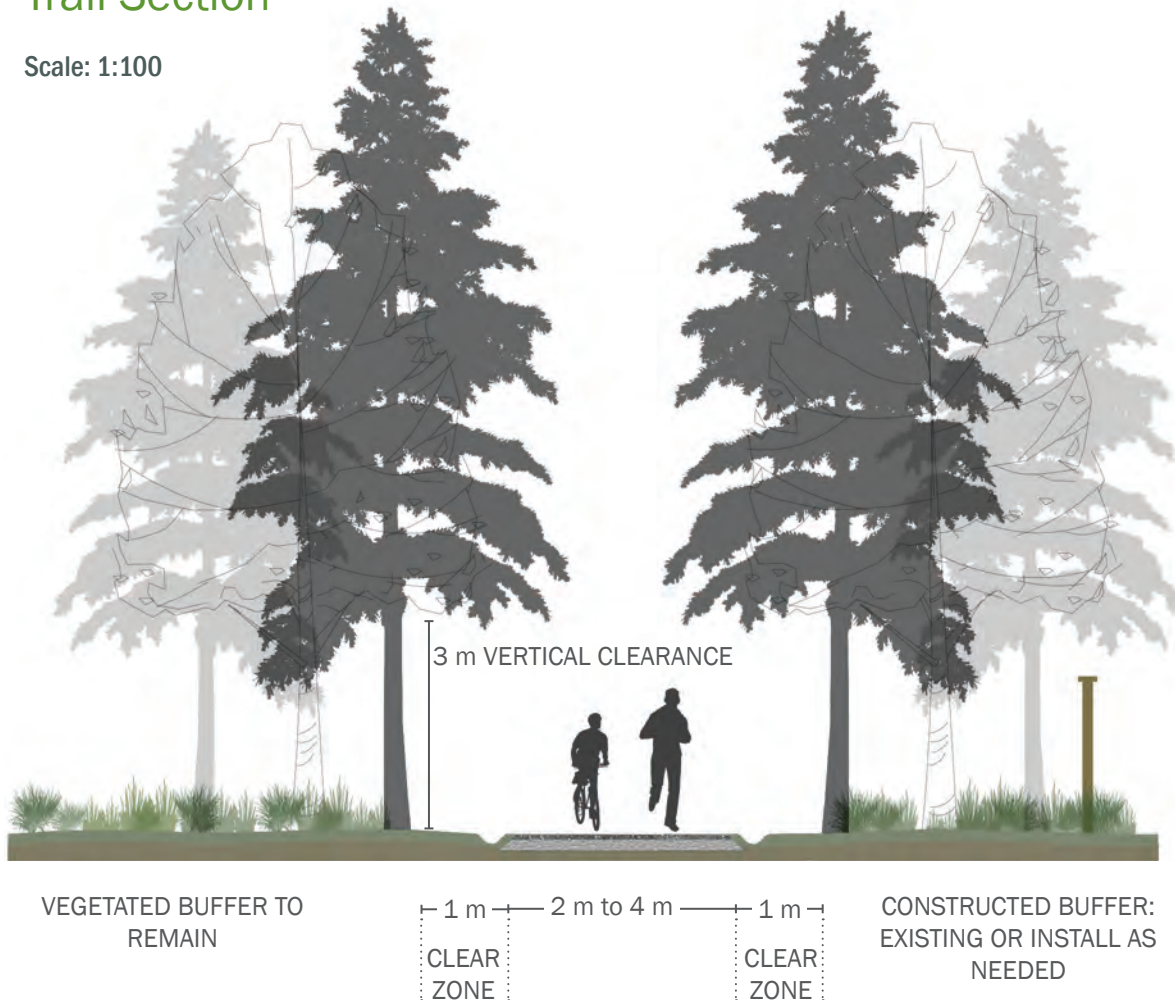 Trail Section
Scale: 1:100
3 m VERTICAL CLEARANCE
VEGETATED BUFFER TO
REMAIN
1 m
2 m to 4 m
1 m
CLEAR
ZONE
CLEAR
ZONE
CONSTRUCTED BUFFER:
EXISTING OR INSTALL AS
NEEDED